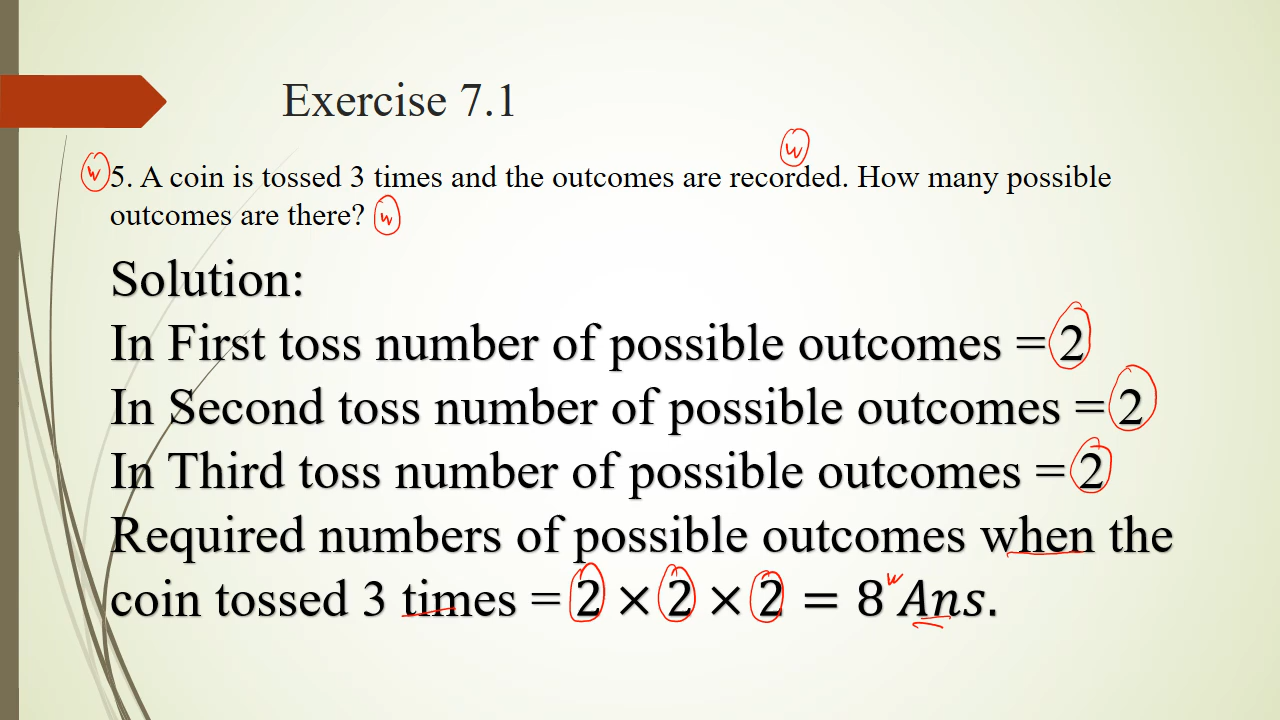 Exercise 7.1
5. A coin is tossed 3 times and the outcomes are recorded. How many possible
outcomes are there?
Solution:
In First toss number of possible outcomes = 2
In Second toss number of possible outcomes = 2
In Third toss number of possible outcomes = 2
Required numbers of possible outcomes when the
coin tossed 3 times = 2 × 2 × 2 = 8 Ans.